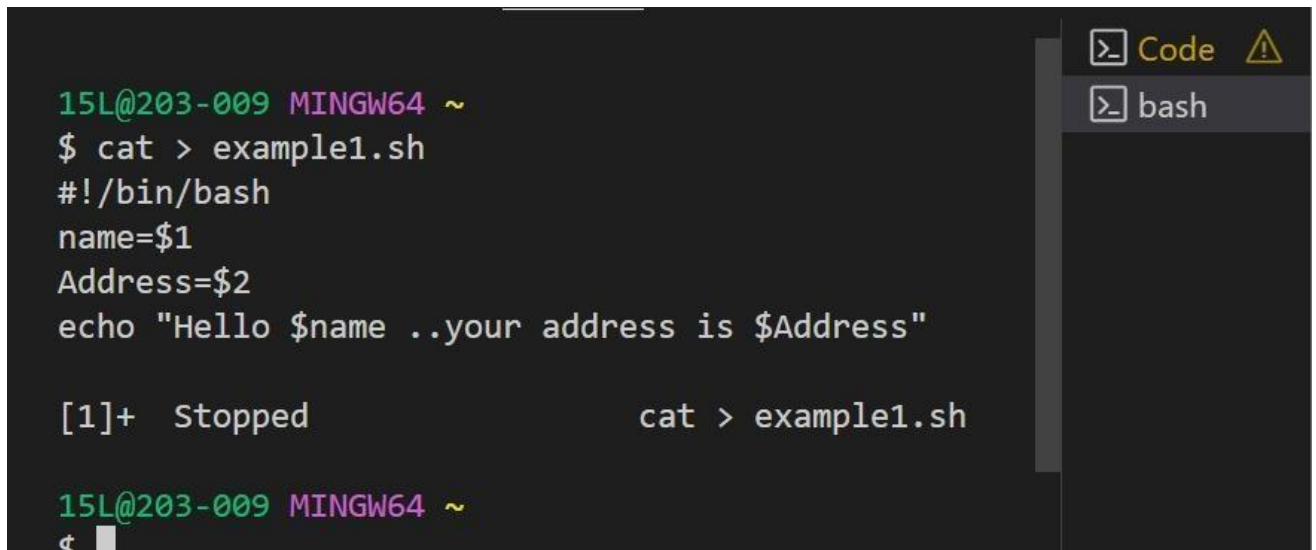 15L@203-009 MINGW64 ~
$ cat > example1.sh
#!/bin/bash
name=$1
Address=$2
echo "Hello $name ..your address is $Address"
[1]+  Stopped                 cat > example1.sh
15L@203-009 MINGW64 ~
$
Code
bash